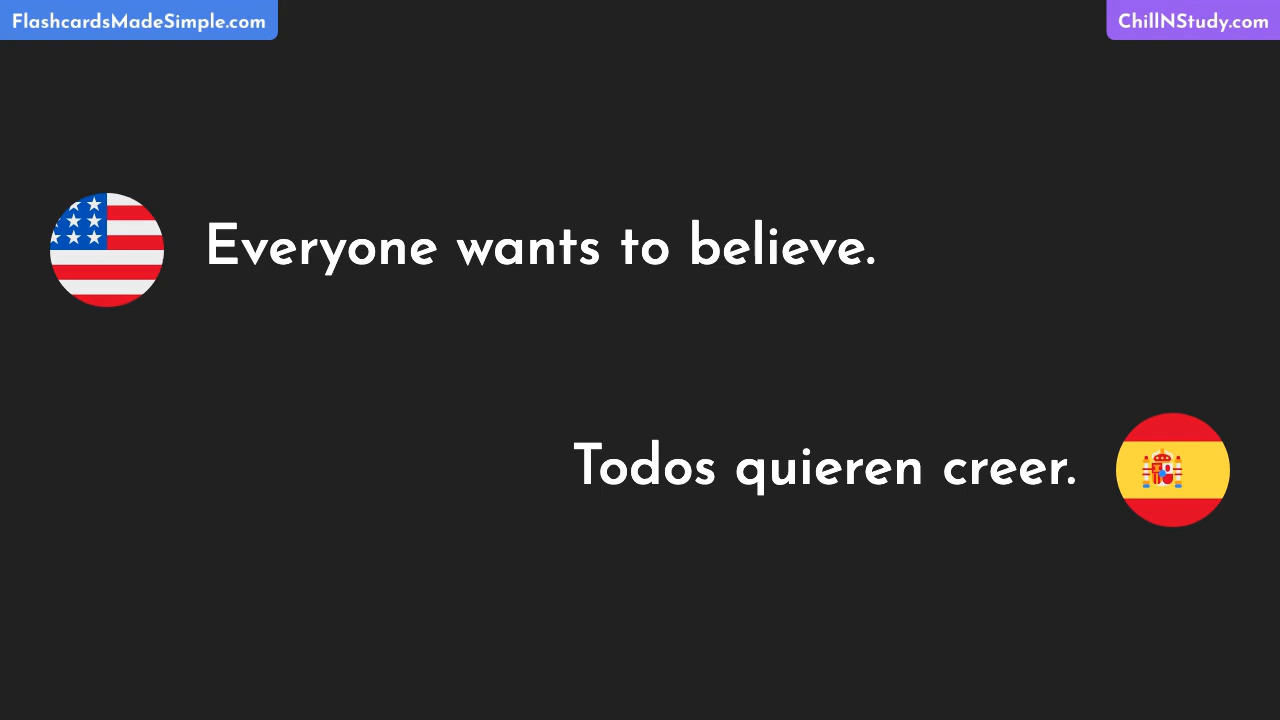 FlashcardsMadeSimple.com
ChillNStudy.com
Everyone wants to believe.
Todos quieren creer.